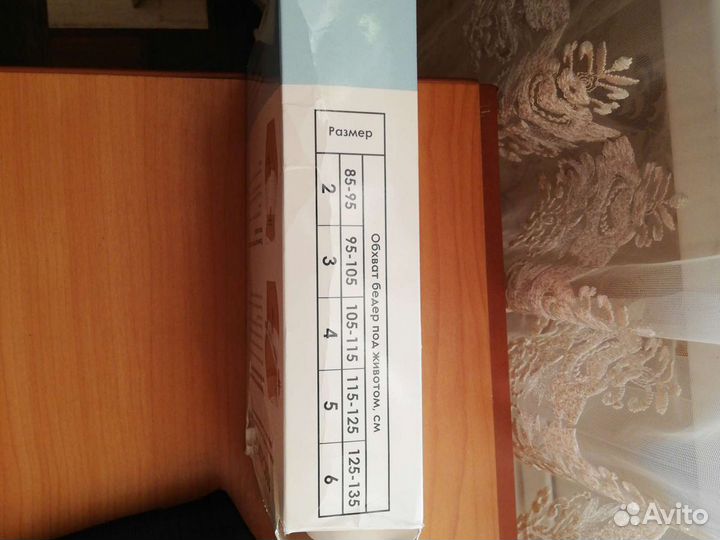 Размер
Обхват бедер под животом, см
85-95 95-105 105-115 115-125 125-135
2 3 4 5 6
Avito